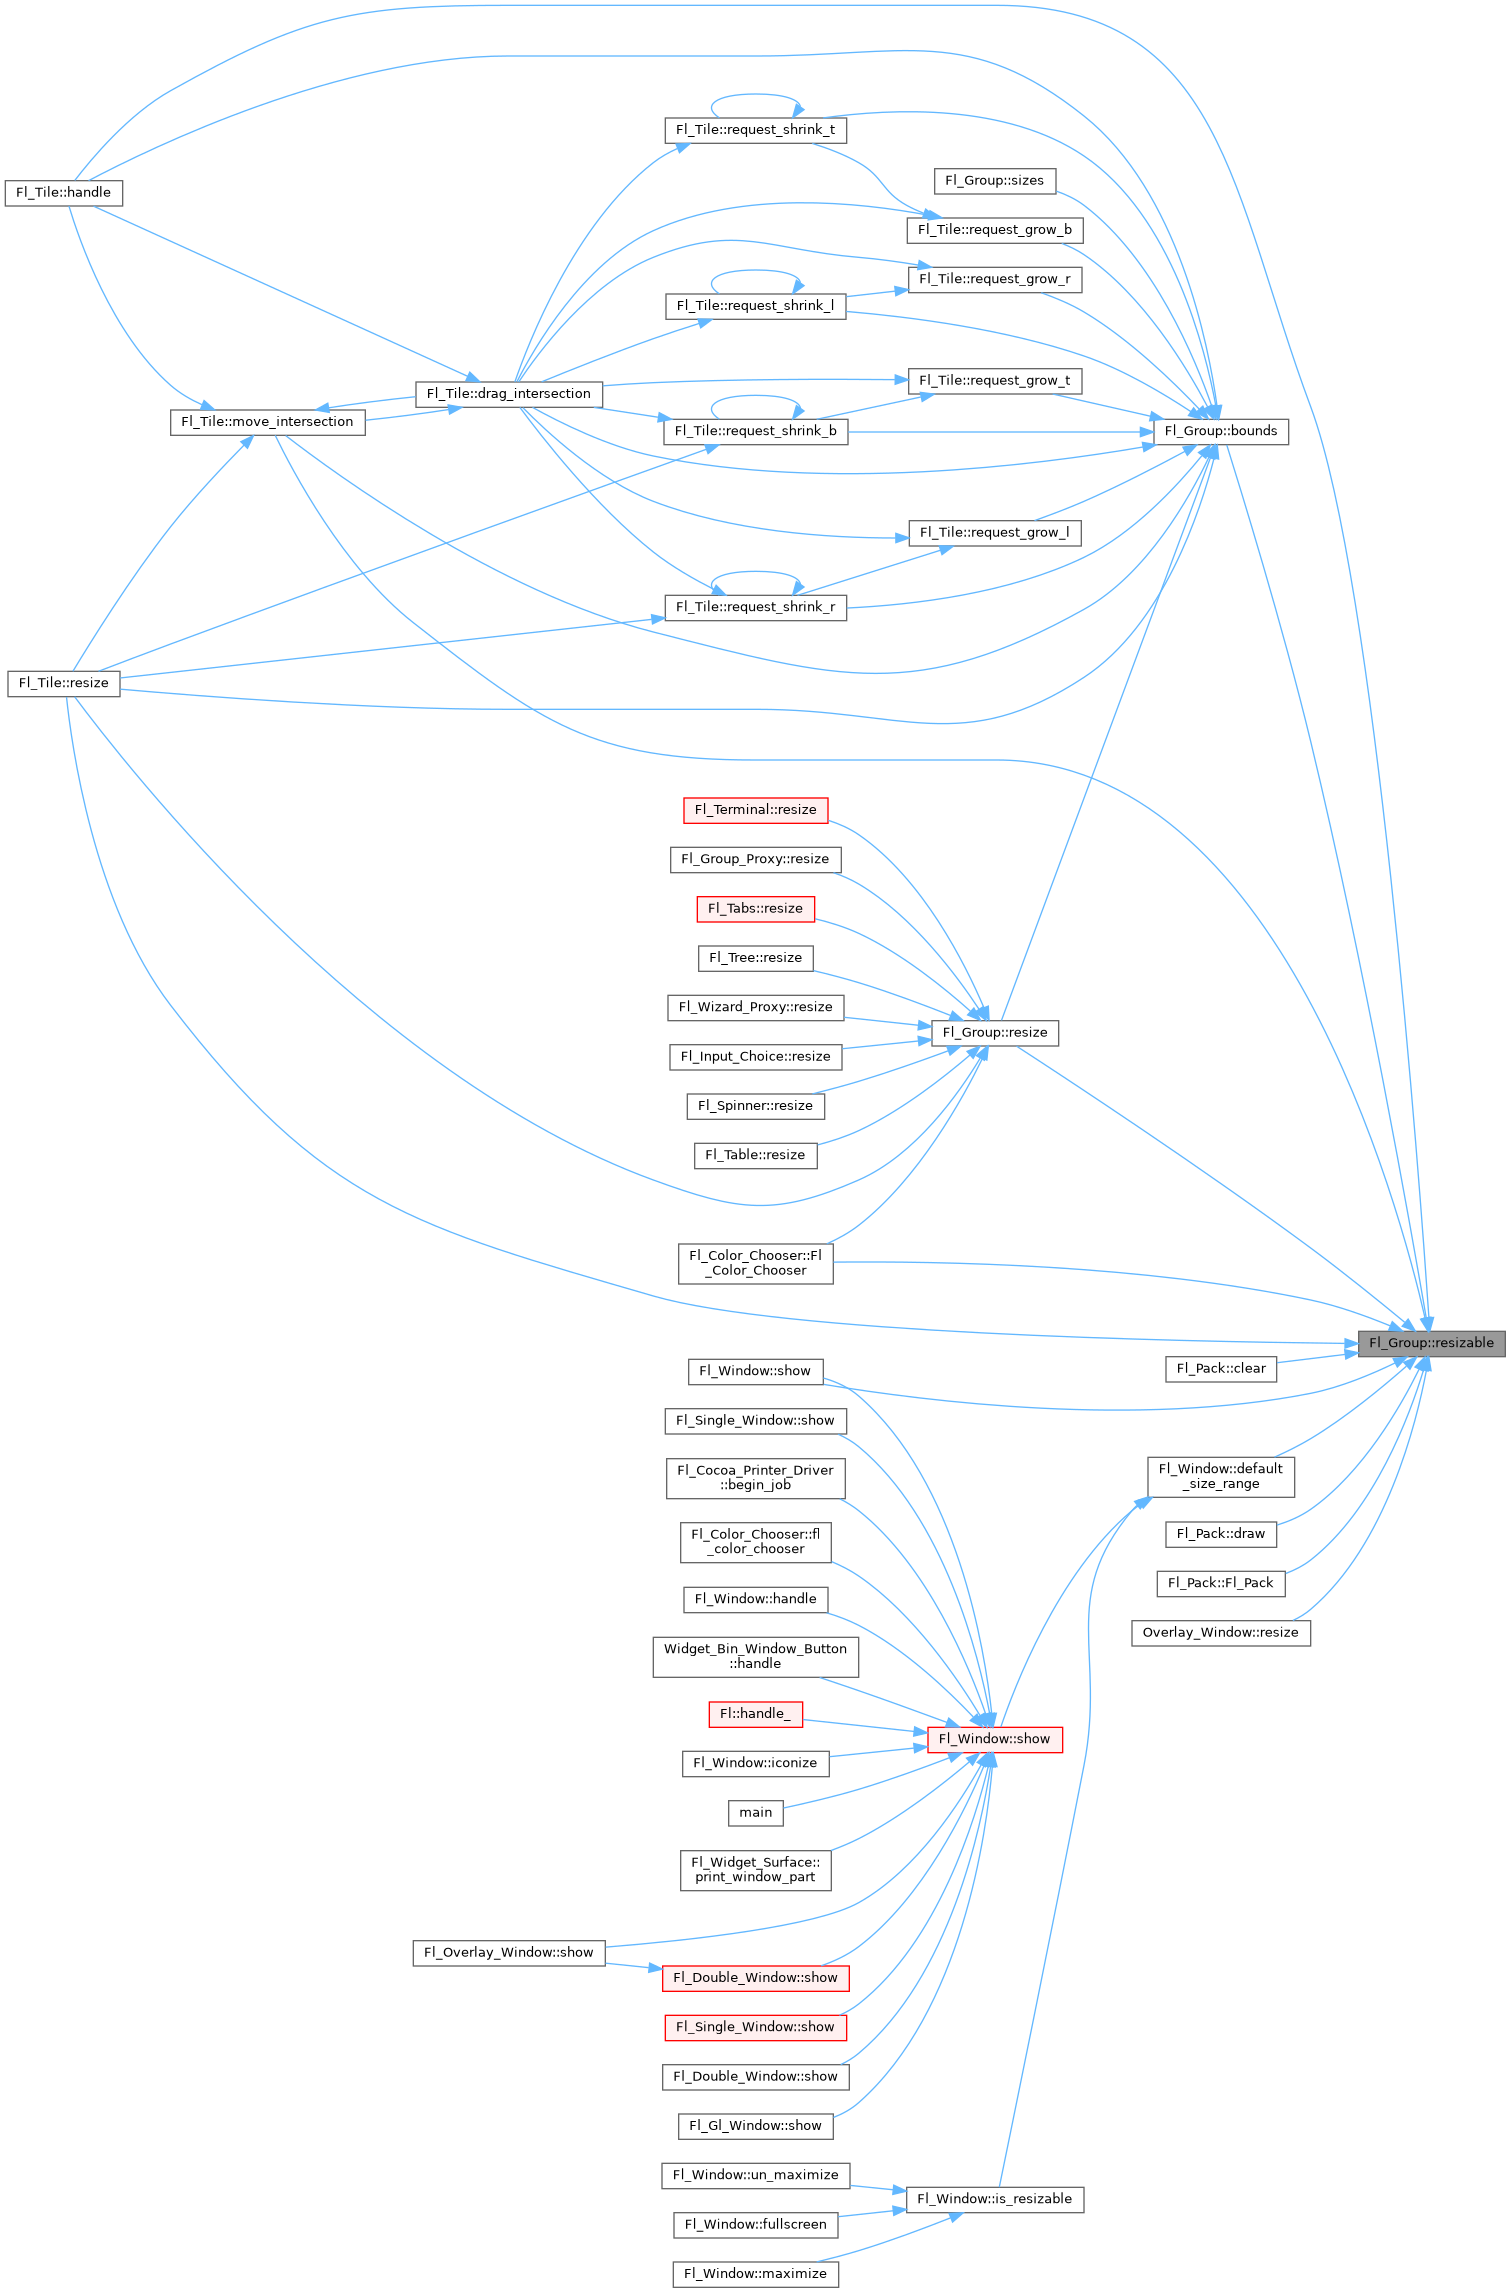 Fl_Tile::request_shrink_t
Fl_Group::sizes
Fl_Tile::handle
Fl_Tile::request_grow_b
Fl_Tile::request_grow_r
Fl_Tile::request_shrink_l
Fl_Tile::request_grow_t
Fl_Tile::drag_intersection
Fl_Tile::move_intersection
Fl_Tile::request_shrink_b
Fl_Group::bounds
Fl_Tile::request_grow_l
Fl_Tile::request_shrink_r
Fl_Tile::resize
Fl_Terminal::resize
Fl_Group_Proxy::resize
Fl_Tabs::resize
Fl_Tree::resize
Fl_Wizard_Proxy::resize
Fl_Group::resize
Fl_Input_Choice::resize
Fl_Spinner::resize
Fl_Table::resize
Fl_Color_Chooser::Fl
_Color_Chooser
Fl_Group::resizable
Fl_Window::show
Fl_Pack::clear
Fl_Single_Window::show
Fl_Cocoa_Printer_Driver
::begin_job
Fl_Window::default
_size_range
Fl_Color_Chooser::fl
_color_chooser
Fl_Pack::draw
Fl_Pack::Fl_Pack
Fl_Window::handle
Overlay_Window::resize
Widget_Bin_Window_Button
::handle
Fl::handle_
Fl_Window::show
Fl_Window::iconize
main
Fl_Widget_Surface::
print_window_part
Fl_Overlay_Window::show
Fl_Double_Window::show
Fl_Single_Window::show
Fl_Double_Window::show
Fl_Gl_Window::show
Fl_Window::un_maximize
Fl_Window::is_resizable
Fl_Window::fullscreen
Fl_Window::maximize